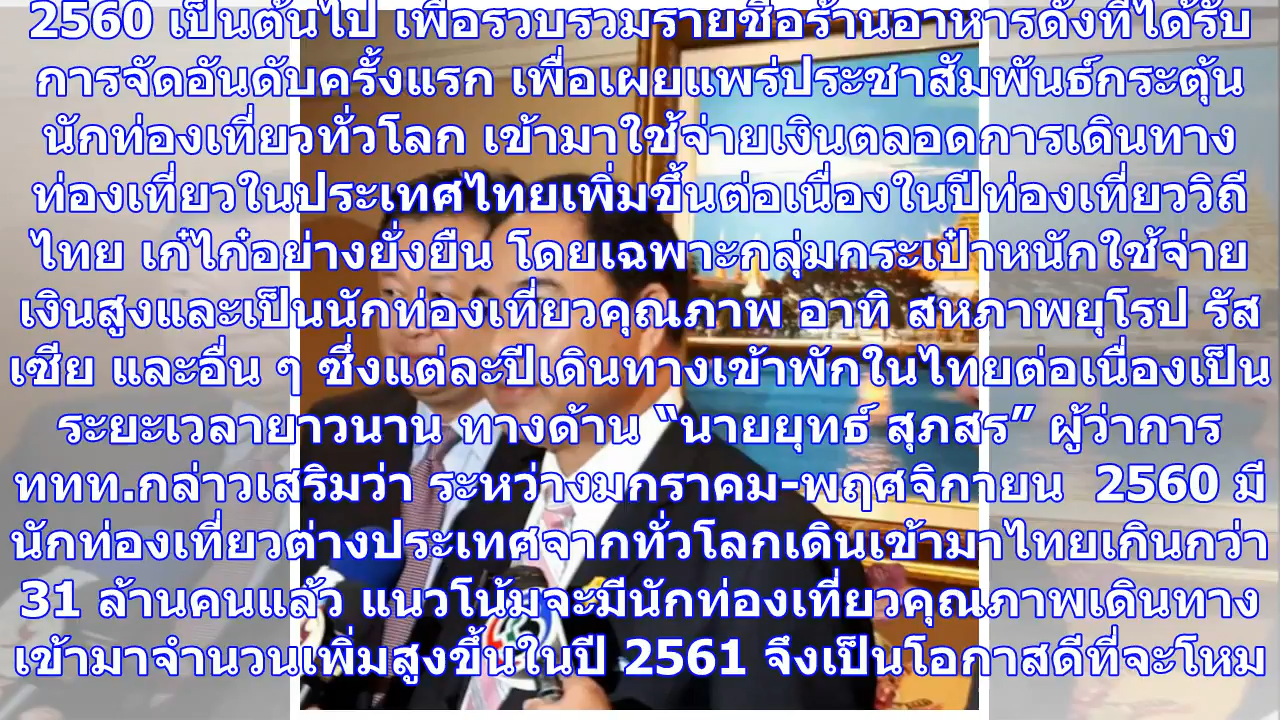 2560 เป็นต้นไป เพื่อรวบรวมรายชื่อร้านอาหารดังที่ได้รับ
การจัดอันดับครั้งแรก เพื่อเผยแพร่ประชาสัมพันธ์กระตุ้น
นักท่องเที่ยวทั่วโลก เข้ามาใช้จ่ายเงินตลอดการเดินทาง
ท่องเที่ยวในประเทศไทยเพิ่มขึ้นต่อเนื่องในปีท่องเที่ยววิถี
ไทย เก๋ไก๋อย่างยั่งยืน โดยเฉพาะกลุ่มกระเป๋าหนักใช้จ่าย
เงินสูงและเป็นนักท่องเที่ยวคุณภาพ อาทิ สหภาพยุโรป รัส
เซีย และอื่น ๆ ซึ่งแต่ละปีเดินทางเข้าพักในไทยต่อเนื่องเป็น
ระยะเวลายาวนาน ทางด้าน “นายยุทธ์ สุภสร” ผู้ว่าการ
ททท.กล่าวเสริมว่า ระหว่างมกราคม-พฤศจิกายน  2560 มี
นักท่องเที่ยวต่างประเทศจากทั่วโลกเดินเข้ามาไทยเกินกว่า
31 ล้านคนแล้ว แนวโน้มจะมีนักท่องเที่ยวคุณภาพเดินทาง
เข้ามาจำนวนเพิ่มสูงขึ้นในปี 2561 จึงเป็นโอกาสดีที่จะโหม